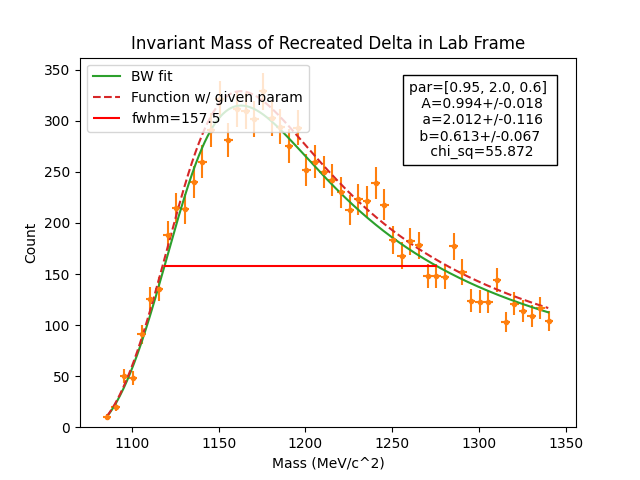 Invariant Mass of Recreated Delta in Lab Frame
BW fit
Function w/ given param
fwhm=157.5
par=[0.95, 2.0, 0.6]
A=0.994+/-0.018
a=2.012+/-0.116
b=0.613+/-0.067
chi_sq=55.872
Count
350
300
250
200
150
100
50
0
1100 1150 1200 1250 1300 1350
Mass (MeV/c^2)